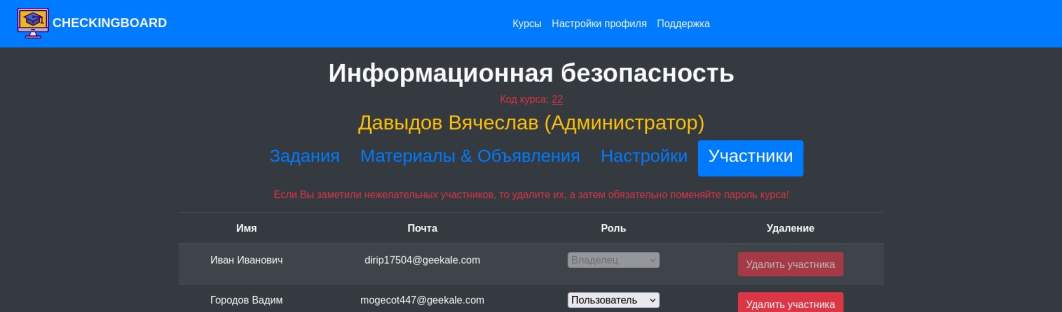 CHECKINGBOARD Курсы Настройки профиля Поддержка
Информационная безопасность
Код курса: 22
Давыдов Вячеслав (Администратор)
Задания Материалы & Объявления Настройки Участники
Если Вы заметили нежелательных участников, то удалите их, а затем обязательно поменяйте пароль курса!
Имя Почта Роль Удаление
Иван Иванович dirip17504@geekale.com Владелец Удалить участника
Городов Вадим mogecot447@geekale.com Пользователь Удалить участника